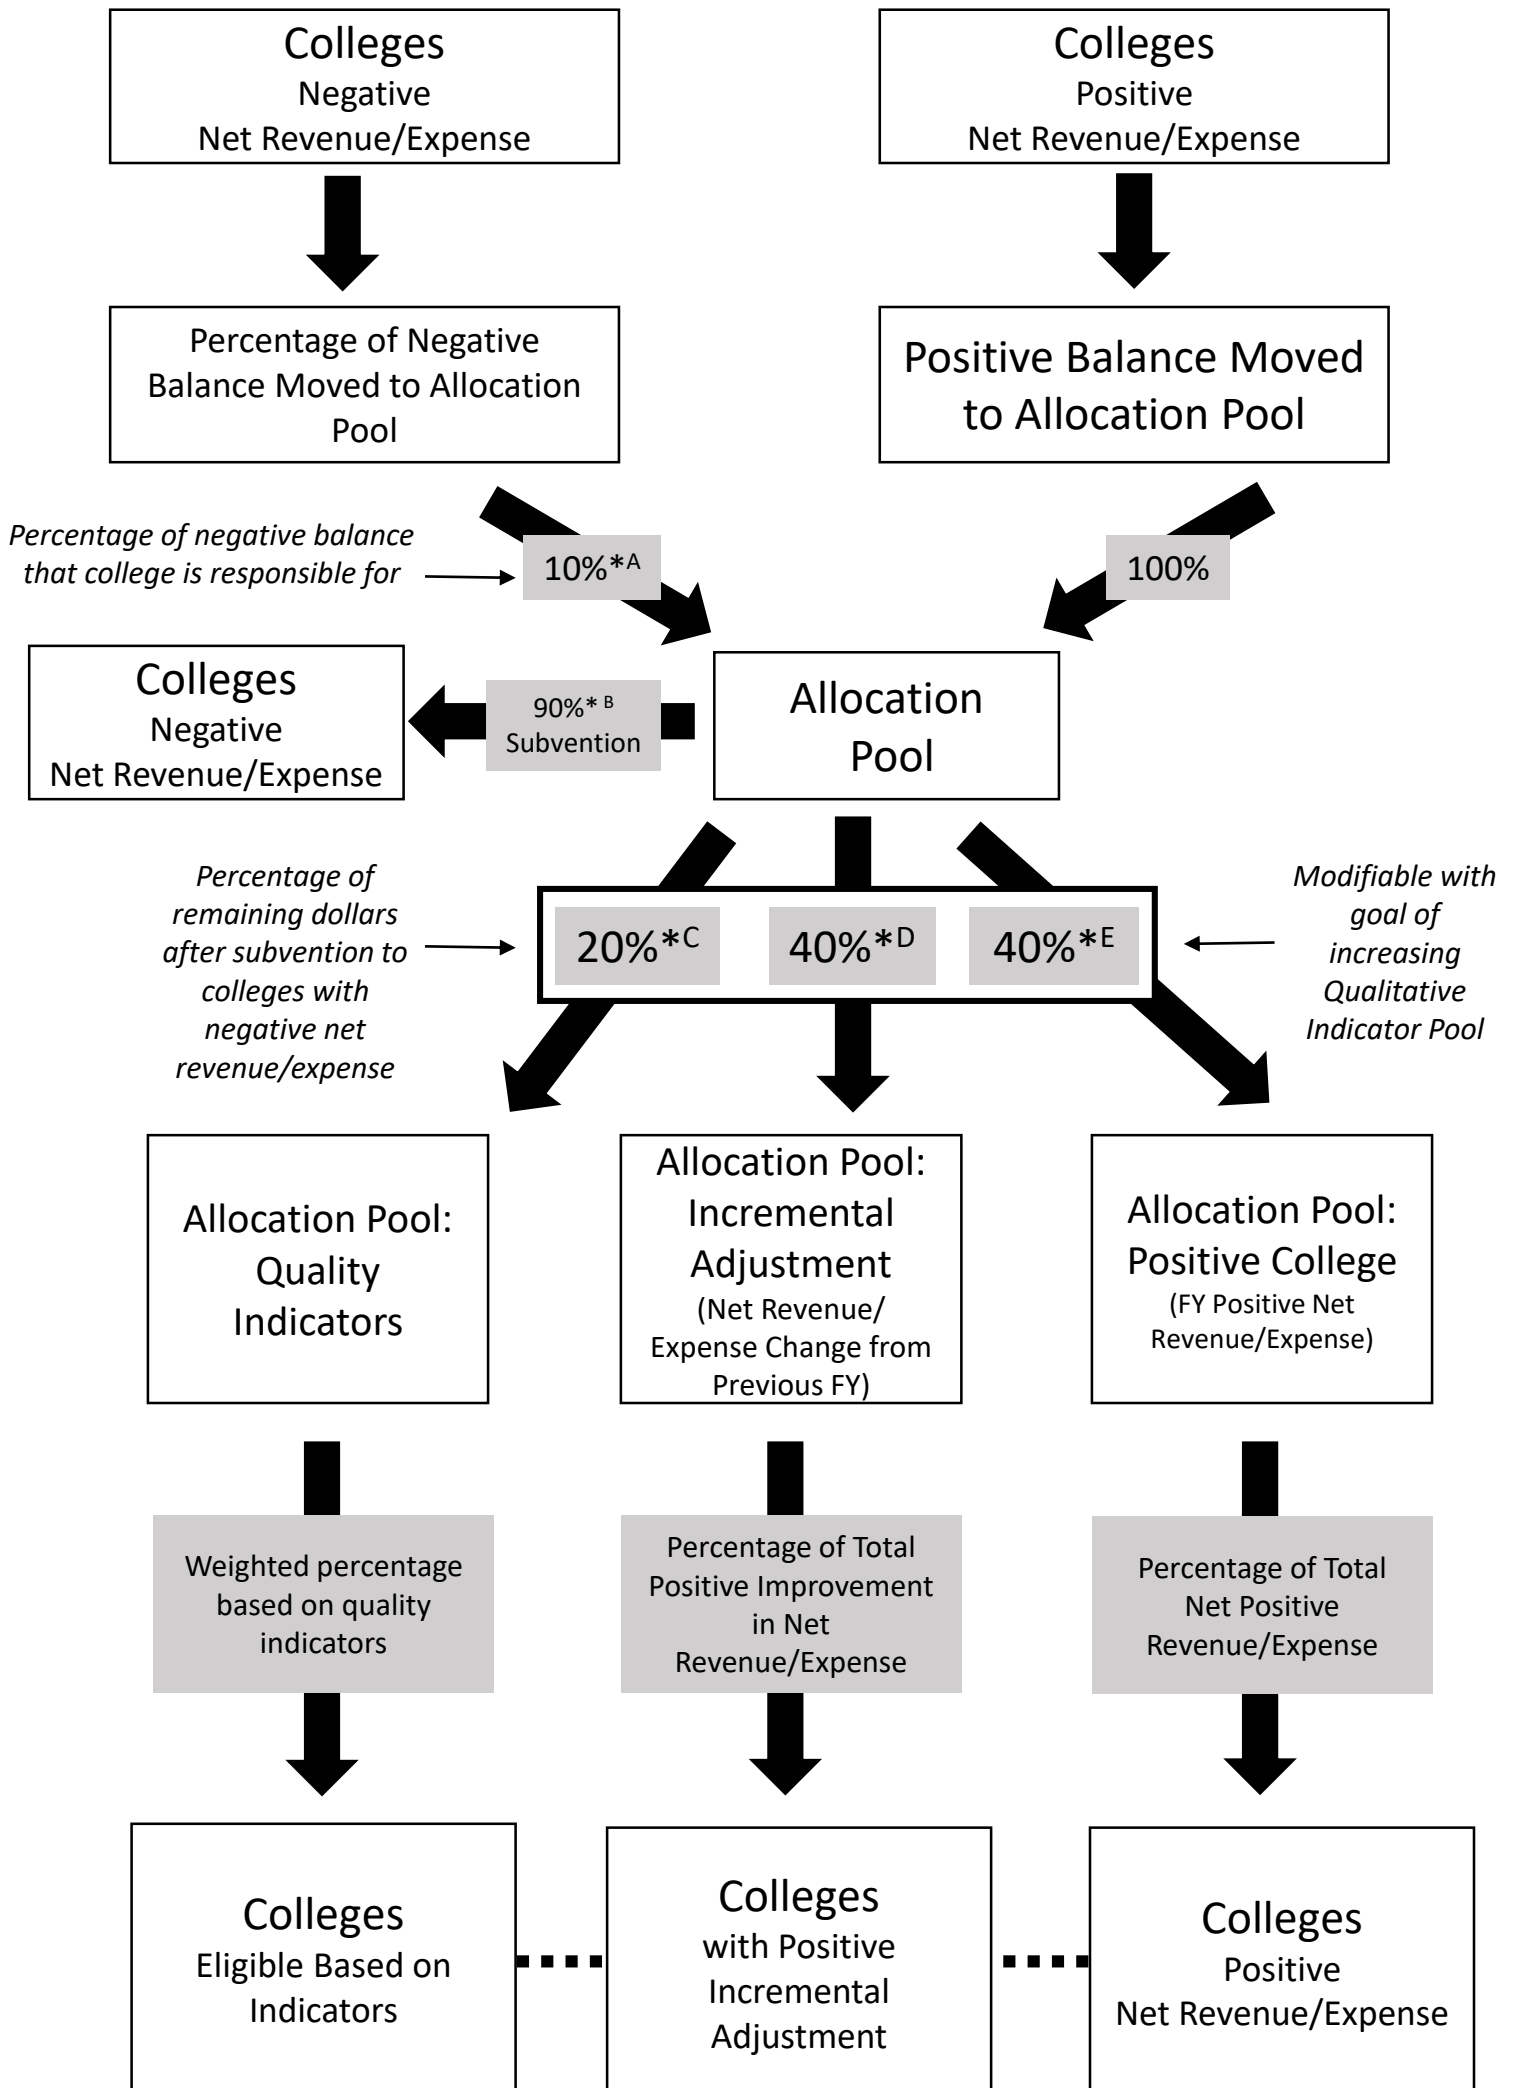 Colleges
Negative
Net Revenue/Expense
Colleges
Positive
Net Revenue/Expense
Percentage of Negative
Balance Moved to Allocation
Pool
Positive Balance Moved
to Allocation Pool
Percentage of negative balance
that college is responsible for
10%*A
100%
Colleges
Negative
Net Revenue/Expense
90%* B
Subvention
Allocation
Pool
Percentage of
remaining dollars
after subvention to
colleges with
negative net
revenue/expense
20%*C
40%*D
40%*E
Modifiable with
goal of
increasing
Qualitative
Indicator Pool
Allocation Pool:
Quality
Indicators
Allocation Pool:
Incremental
Adjustment
(Net Revenue/
Expense Change from
Previous FY)
Allocation Pool:
Positive College
(FY Positive Net
Revenue/Expense)
Weighted percentage
based on quality
indicators
Percentage of Total
Positive Improvement
in Net
Revenue/Expense
Percentage of Total
Net Positive
Revenue/Expense
Colleges
Eligible Based on
Indicators
Colleges
with Positive
Incremental
Adjustment
Colleges
Positive
Net Revenue/Expense